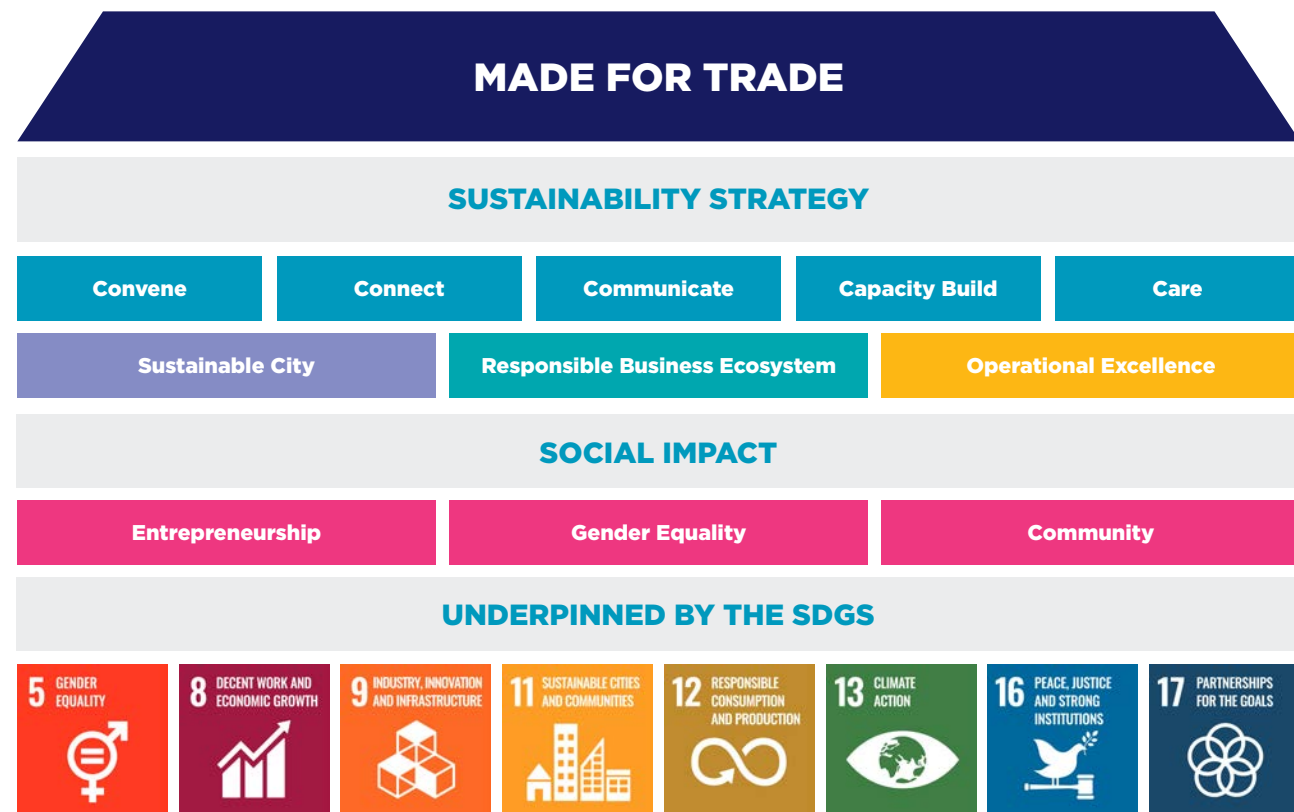 MADE FOR TRADE
SUSTAINABILITY STRATEGY
Convene
Connect
Communicate
Capacity Build
Care
Sustainable City
Responsible Business Ecosystem
Operational Excellence
SOCIAL IMPACT
Entrepreneurship
Gender Equality
Community
UNDERPINNED BY THE SDGS
5 GENDER
EQUALITY
8 DECENT WORK AND
ECONOMIC GROWTH
9 INDUSTRY, INNOVATION
AND INFRASTRUCTURE
11 SUSTAINABLE CITIES
AND COMMUNITIES
12 RESPONSIBLE
CONSUMPTION
AND PRODUCTION
13 CLIMATE
ACTION
16 PEACE, JUSTICE
AND STRONG
INSTITUTIONS
17 PARTNERSHIPS
FOR THE GOALS